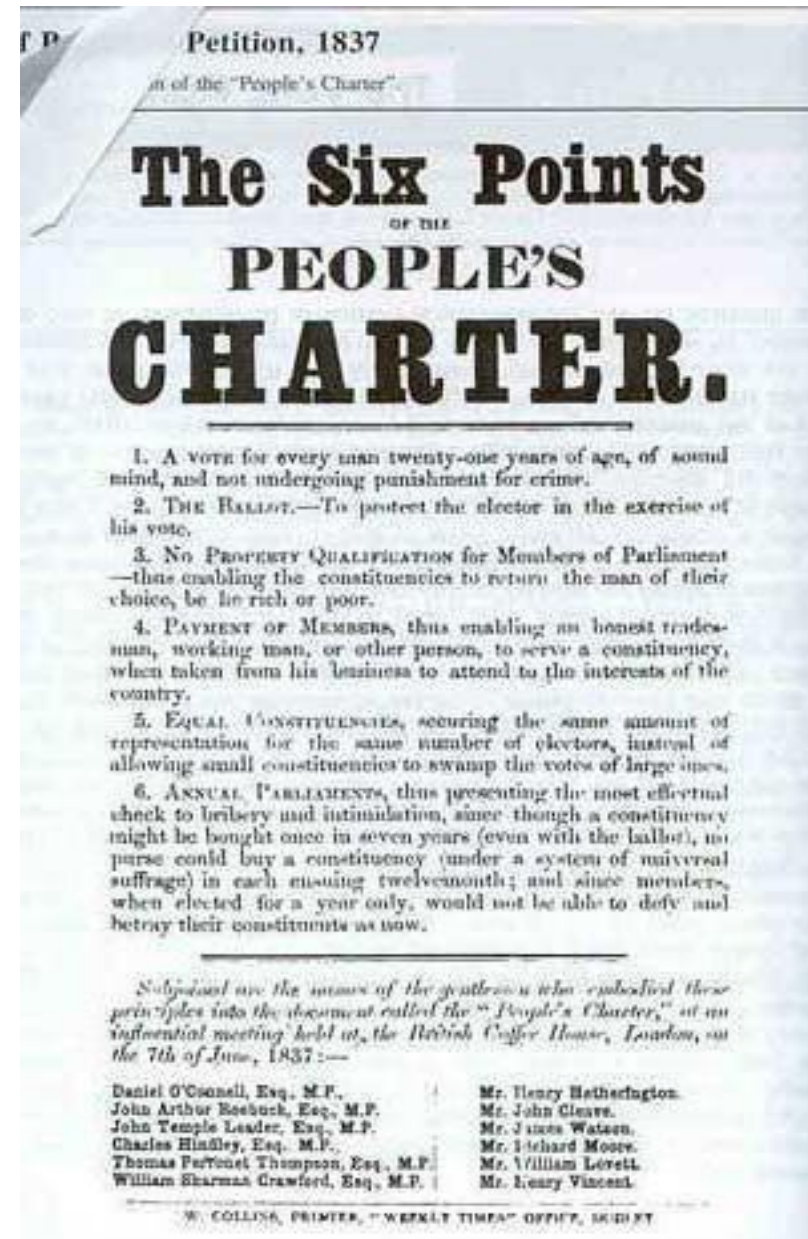 Petition, 1837
of the "People's Charter".
The Six Points
OF THE
PEOPLE'S
CHARTER.
1. A VOTE for every man twenty-one years of age, of sound
mind, and not undergoing punishment for crime.
2. THE BALLOT.—To protect the elector in the exercise of
his vote.
3. NO PROPERTY QUALIFICATION for Members of Parliament
—thus enabling the constituencies to return the man of their
choice, be he rich or poor.
4. PAYMENT OF MEMBERS, thus enabling an honest trades-
man, working man, or other person, to serve a constituency,
when taken from his business to attend to the interests of the
country.
5. EQUAL CONSTITUENCIES, securing the same amount of
representation for the same number of electors, instead of
allowing small constituencies to swamp the votes of large ones.
6. ANNUAL PARLIAMENTS, thus presenting the most effectual
check to bribery and intimidation, since though a constituency
might be bought once in seven years (even with the ballot), no
purse could buy a constituency (under a system of universal
suffrage) in each ensuing twelvemonth; and since members,
when elected for a year only, would not be able to defy and
betray their constituents as now.
Subjoined are the names of the gentlemen who embodied these
principles into the document called the "People's Charter," at an
influential meeting held at, the British Coffee House, London, on
the 7th of June, 1837:—
Daniel O'Connell, Esq., M.P.,
John Arthur Roebuck, Esq., M.P.
John Temple Leader, Esq., M.P.
Charles Hindley, Esq. M.P.,
Thomas Perronet Thompson, Esq., M.P.
William Sharman Crawford, Esq., M.P.
Mr. Henry Hetherington.
Mr. John Cleave.
Mr. James Watson.
Mr. Richard Moore.
Mr. William Lovett.
Mr. Henry Vincent.
W. COLLINS, PRINTER, "WEEKLY TIMES" OFFICE,